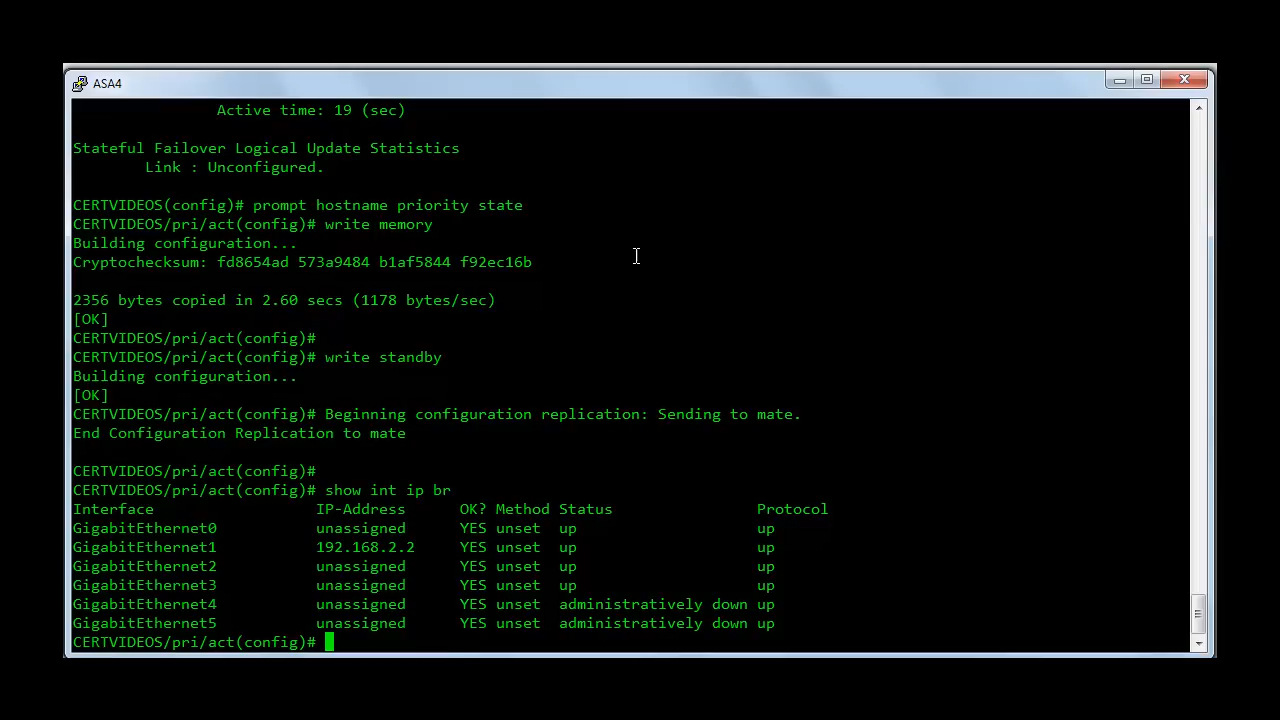 ASA4
Active time: 19 (sec)
Stateful Failover Logical Update Statistics
Link : Unconfigured.
CERTVIDEOS(config)# prompt hostname priority state
CERTVIDEOS/pri/act(config)# write memory
Building configuration...
Cryptochecksum: fd8654ad 573a9484 b1af5844 f92ec16b
2356 bytes copied in 2.60 secs (1178 bytes/sec)
[OK]
CERTVIDEOS/pri/act(config)#
CERTVIDEOS/pri/act(config)# write standby
Building configuration...
[OK]
CERTVIDEOS/pri/act(config)# Beginning configuration replication: Sending to mate.
End Configuration Replication to mate
CERTVIDEOS/pri/act(config)#
CERTVIDEOS/pri/act(config)# show int ip br
Interface IP-Address OK? Method Status Protocol
GigabitEthernet0 unassigned YES unset up up
GigabitEthernet1 192.168.2.2 YES unset up up
GigabitEthernet2 unassigned YES unset up up
GigabitEthernet3 unassigned YES unset up up
GigabitEthernet4 unassigned YES unset administratively down up
GigabitEthernet5 unassigned YES unset administratively down up
CERTVIDEOS/pri/act(config)#